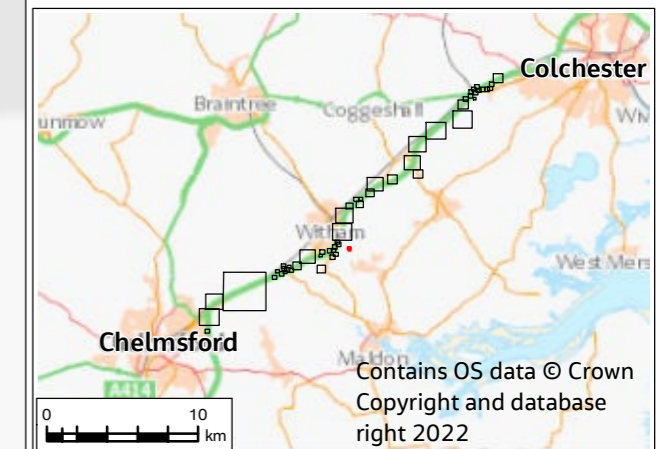 Colchester
Braintree
Coggeshall
unmow
Wiv
Witham
West Mers
Chelmsford
Maldon
Contains OS data © Crown
Copyright and database
right 2022
A414
0 10
km